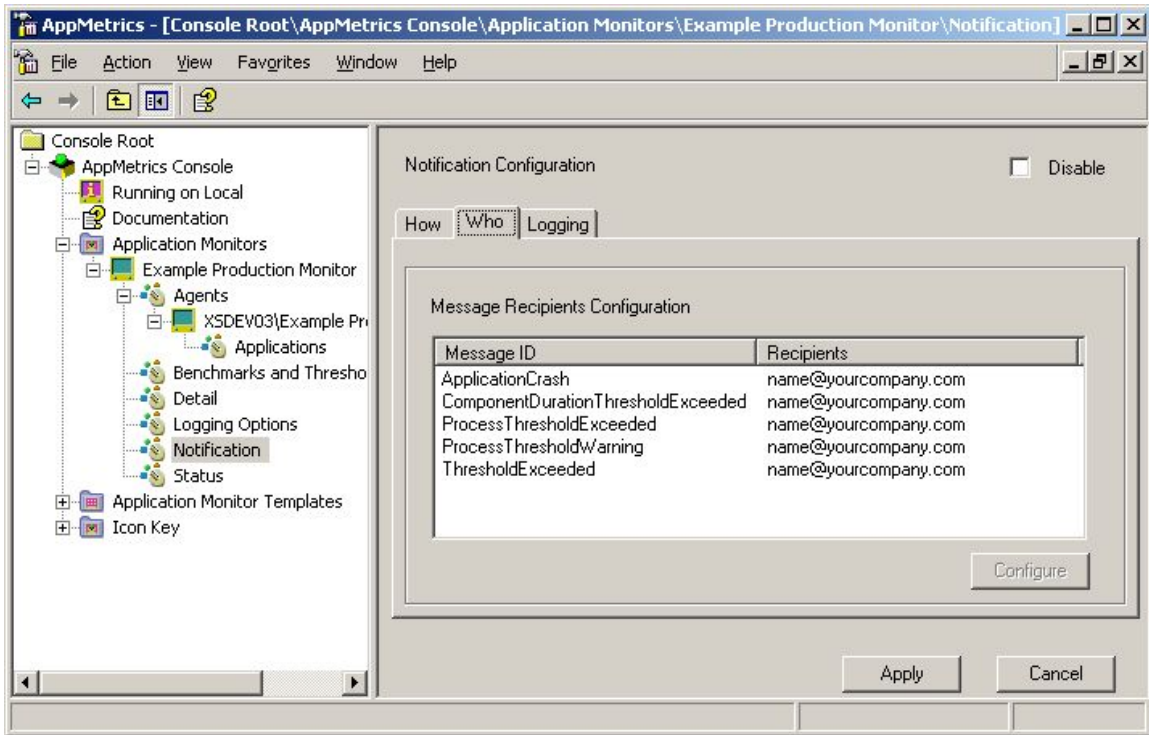 AppMetrics - [Console Root\AppMetrics Console\Application Monitors\Example Production Monitor\Notification]
File Action View Favorites Window Help
Console Root
AppMetrics Console
Running on Local
Documentation
Application Monitors
Example Production Monitor
Agents
XSDEV03\Example Pr
Applications
Benchmarks and Thresho
Detail
Logging Options
Notification
Status
Application Monitor Templates
Icon Key
Notification Configuration
Disable
How Who Logging
Message Recipients Configuration
Message ID Recipients
ApplicationCrash name@yourcompany.com
ComponentDurationThresholdExceeded name@yourcompany.com
ProcessThresholdExceeded name@yourcompany.com
ProcessThresholdWarning name@yourcompany.com
ThresholdExceeded name@yourcompany.com
Configure
Apply Cancel